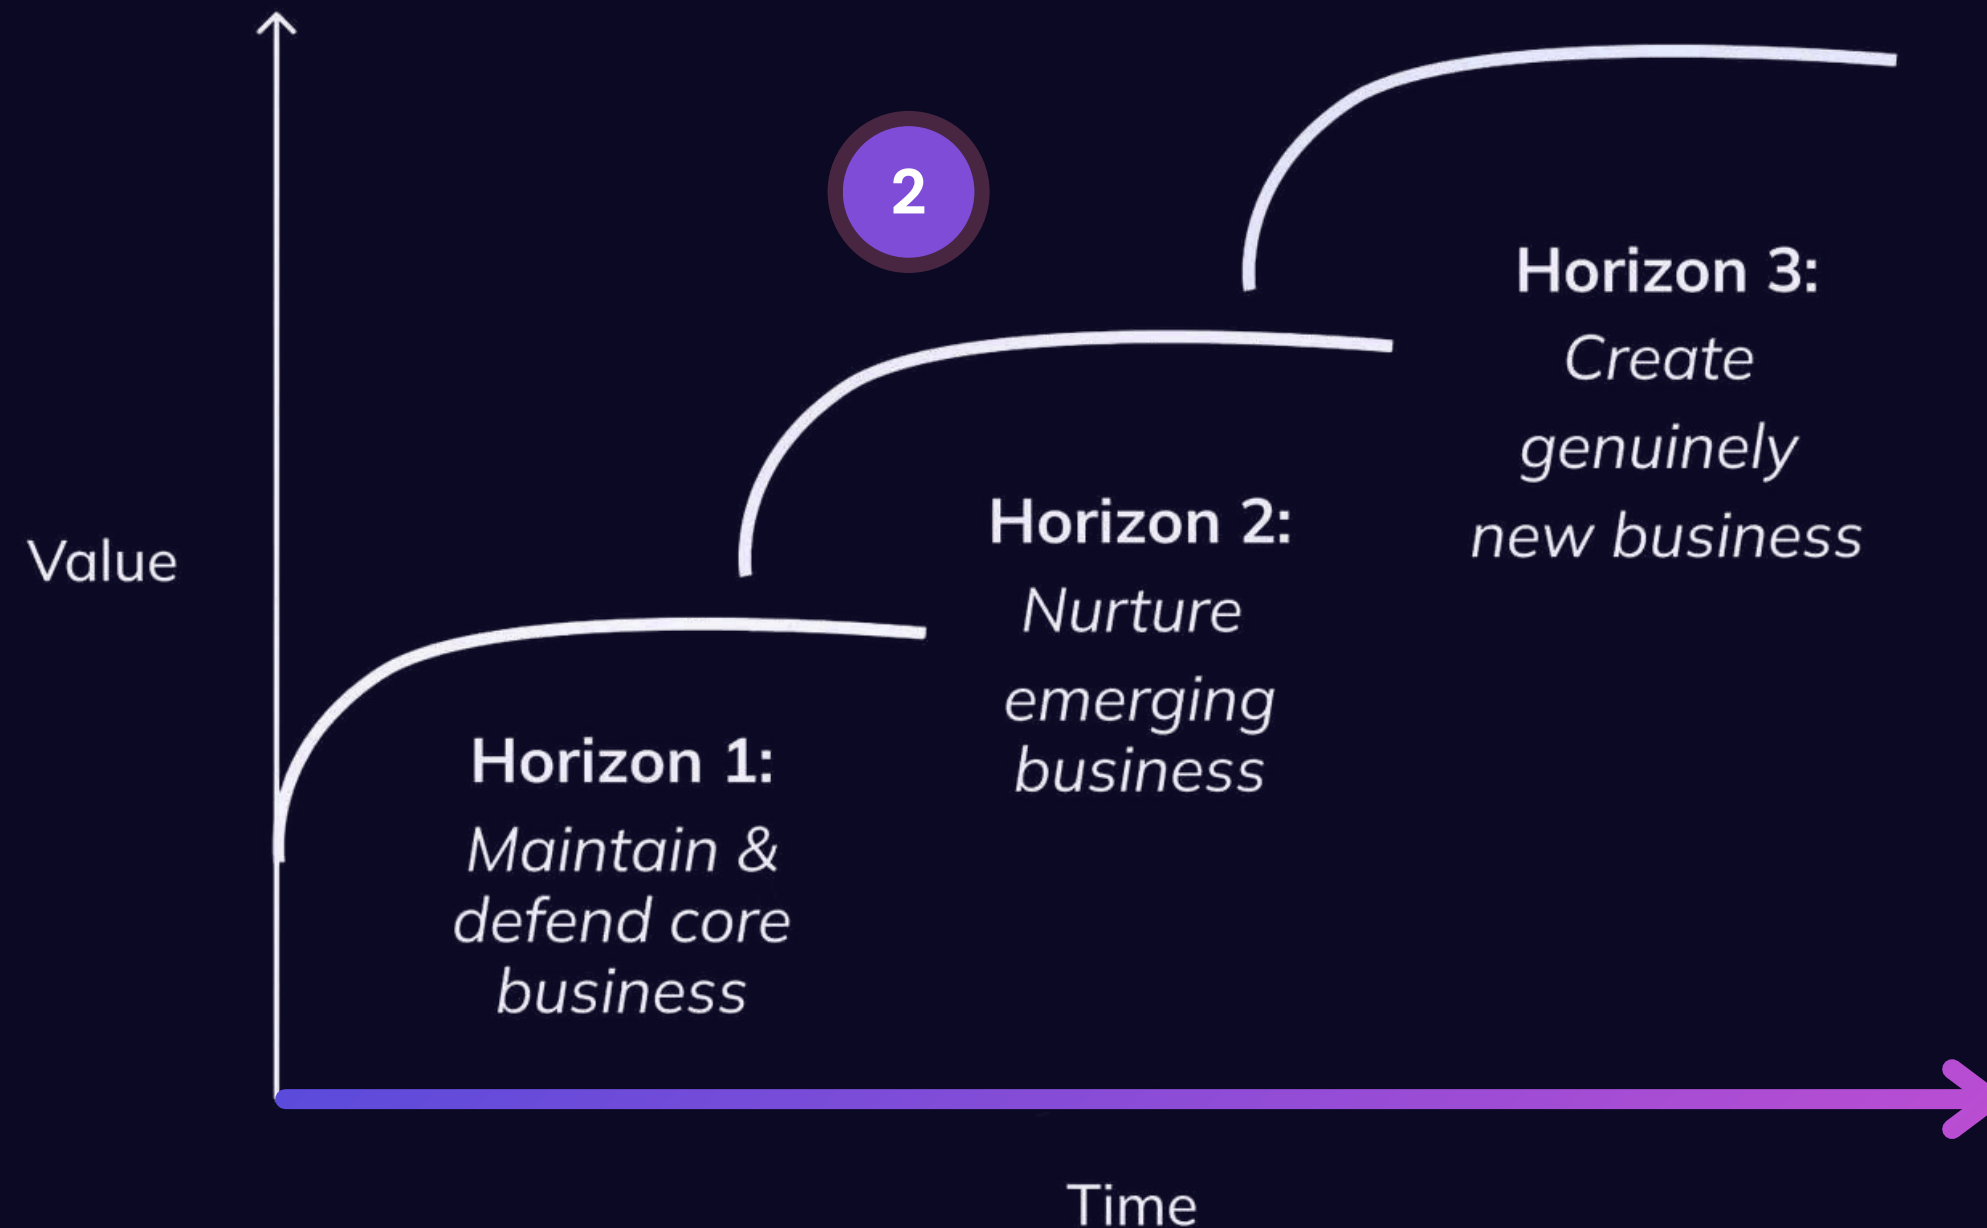 2
Horizon 3:
Create
genuinely
new business
Horizon 2:
Nurture
emerging
business
Value
Horizon 1:
Maintain &
defend core
business
Time